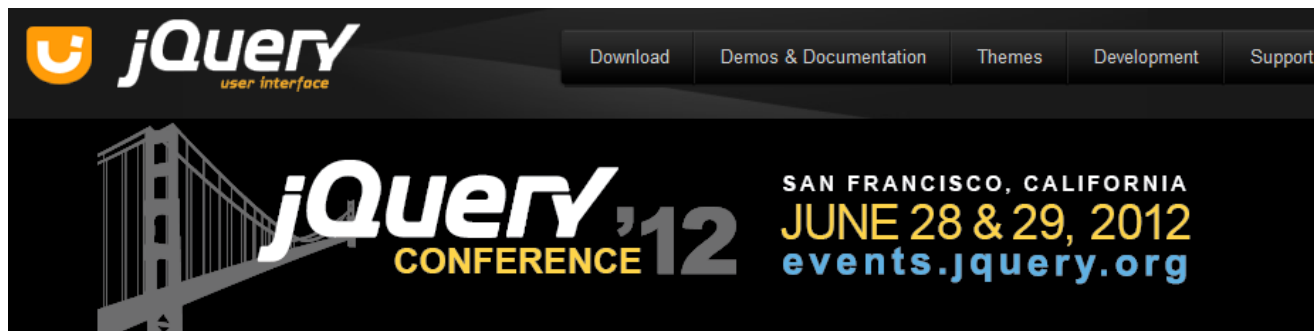 jQuery
user interface
Download Demos & Documentation Themes Development Support
jQuery
CONFERENCE '12
SAN FRANCISCO, CALIFORNIA
JUNE 28 & 29, 2012
events.jquery.org